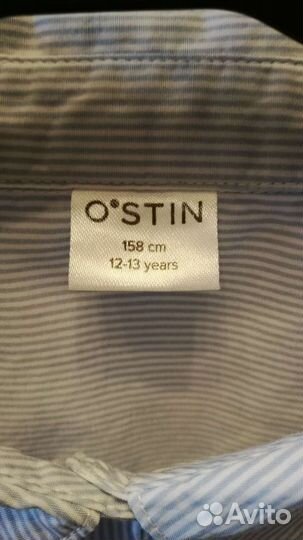 O'STIN
158 cm
12-13 years
Avito